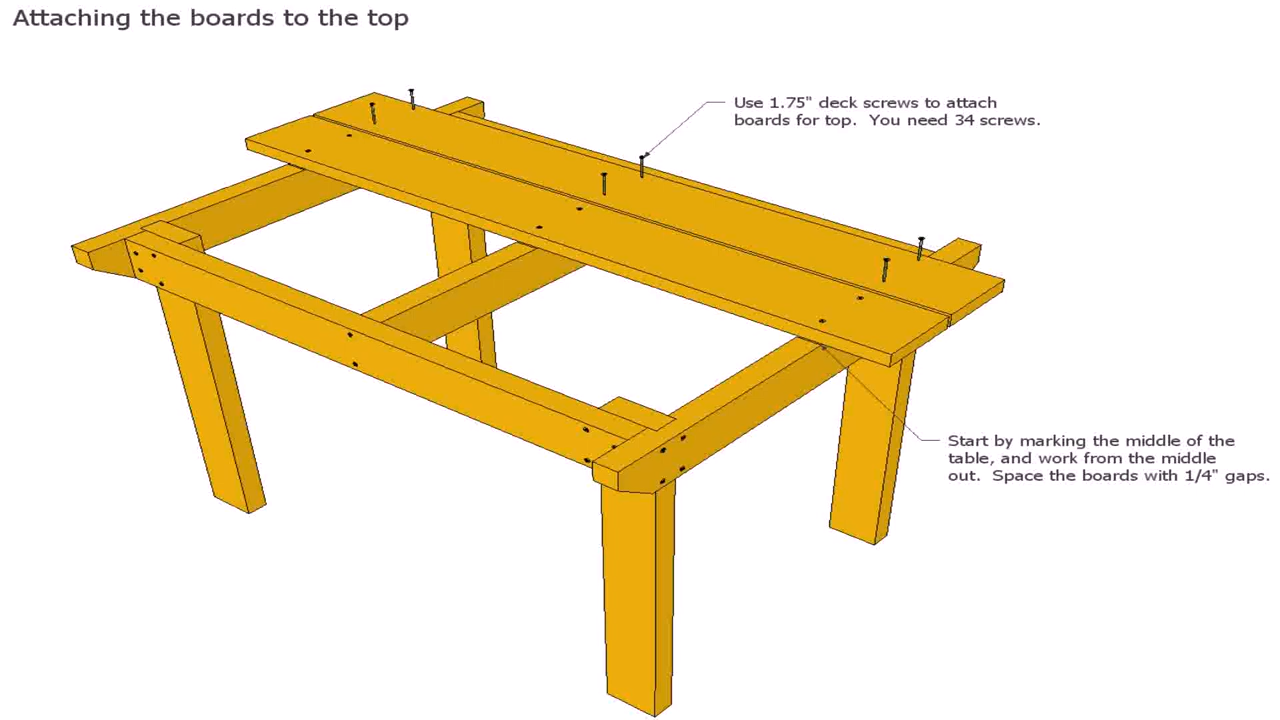 Attaching the boards to the top
Use 1.75" deck screws to attach
boards for top.  You need 34 screws.
Start by marking the middle of the
table, and work from the middle
out.  Space the boards with 1/4" gaps.